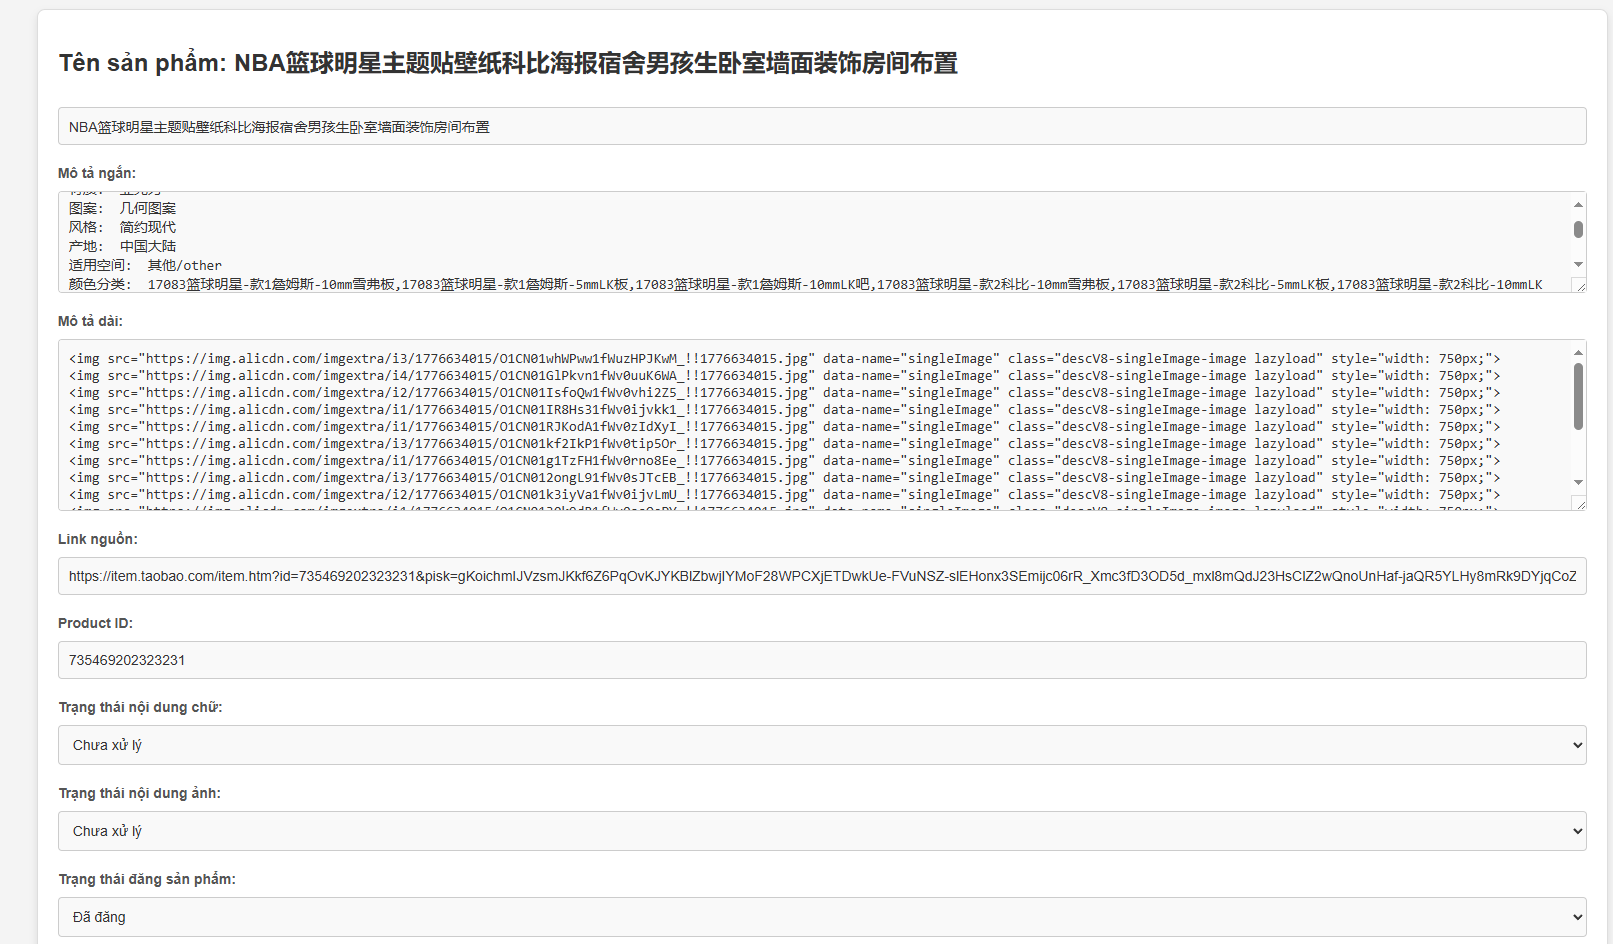 Tên sản phẩm: NBA篮球明星主题贴壁纸科比海报宿舍男孩生卧室墙面装饰房间布置
NBA篮球明星主题贴壁纸科比海报宿舍男孩生卧室墙面装饰房间布置
Mô tả ngắn:
图案: 几何图案
风格: 简约现代
产地: 中国大陆
适用空间: 其他/other
颜色分类: 17083篮球明星-款1詹姆斯-10mm雪弗板,17083篮球明星-款1詹姆斯-5mmLK板,17083篮球明星-款1詹姆斯-10mmLK吧,17083篮球明星-款2科比-10mm雪弗板,17083篮球明星-款2科比-5mmLK板,17083篮球明星-款2科比-10mmLK
Mô tả dài:
<img src="https://img.alicdn.com/imgextra/i3/1776634015/O1CN01whWPww1fWuzHPJKwM_!!1776634015.jpg" data-name="singleImage" class="descV8-singleImage-image lazyload" style="width: 750px;">
<img src="https://img.alicdn.com/imgextra/i4/1776634015/O1CN01GlPkvn1fWv0uuK6WA_!!1776634015.jpg" data-name="singleImage" class="descV8-singleImage-image lazyload" style="width: 750px;">
<img src="https://img.alicdn.com/imgextra/i2/1776634015/O1CN01IsfoQw1fWv0vhi2Z5_!!1776634015.jpg" data-name="singleImage" class="descV8-singleImage-image lazyload" style="width: 750px;">
<img src="https://img.alicdn.com/imgextra/i1/1776634015/O1CN01IR8Hs31fWv0ijvkk1_!!1776634015.jpg" data-name="singleImage" class="descV8-singleImage-image lazyload" style="width: 750px;">
<img src="https://img.alicdn.com/imgextra/i1/1776634015/O1CN01RJKodA1fWv0zIdXyI_!!1776634015.jpg" data-name="singleImage" class="descV8-singleImage-image lazyload" style="width: 750px;">
<img src="https://img.alicdn.com/imgextra/i3/1776634015/O1CN01kf2IkP1fWv0tip5Or_!!1776634015.jpg" data-name="singleImage" class="descV8-singleImage-image lazyload" style="width: 750px;">
<img src="https://img.alicdn.com/imgextra/i1/1776634015/O1CN01g1TzFH1fWv0rno8Ee_!!1776634015.jpg" data-name="singleImage" class="descV8-singleImage-image lazyload" style="width: 750px;">
<img src="https://img.alicdn.com/imgextra/i3/1776634015/O1CN012ongL91fWv0sJTcEB_!!1776634015.jpg" data-name="singleImage" class="descV8-singleImage-image lazyload" style="width: 750px;">
<img src="https://img.alicdn.com/imgextra/i2/1776634015/O1CN01k3iyVa1fWv0ijvLmU_!!1776634015.jpg" data-name="singleImage" class="descV8-singleImage-image lazyload" style="width: 750px;">
Link nguồn:
https://item.taobao.com/item.htm?id=735469202323231&pisk=gKoichmIJVzsmJKkf6Z6PqOvKJYKBlZbwjIYMoF28WPCXjETDwkUe-FVuNSZ-sIEHonx3SEmijc06rR_Xmc3fD3OD5d_mxl8mQdJ23HsCIZ2wQnoUnHaf-jaQR5YLHy8mRk9DYjqCoZ
Product ID:
735469202323231
Trạng thái nội dung chữ:
Chưa xử lý
Trạng thái nội dung ảnh:
Chưa xử lý
Trạng thái đăng sản phẩm:
Đã đăng